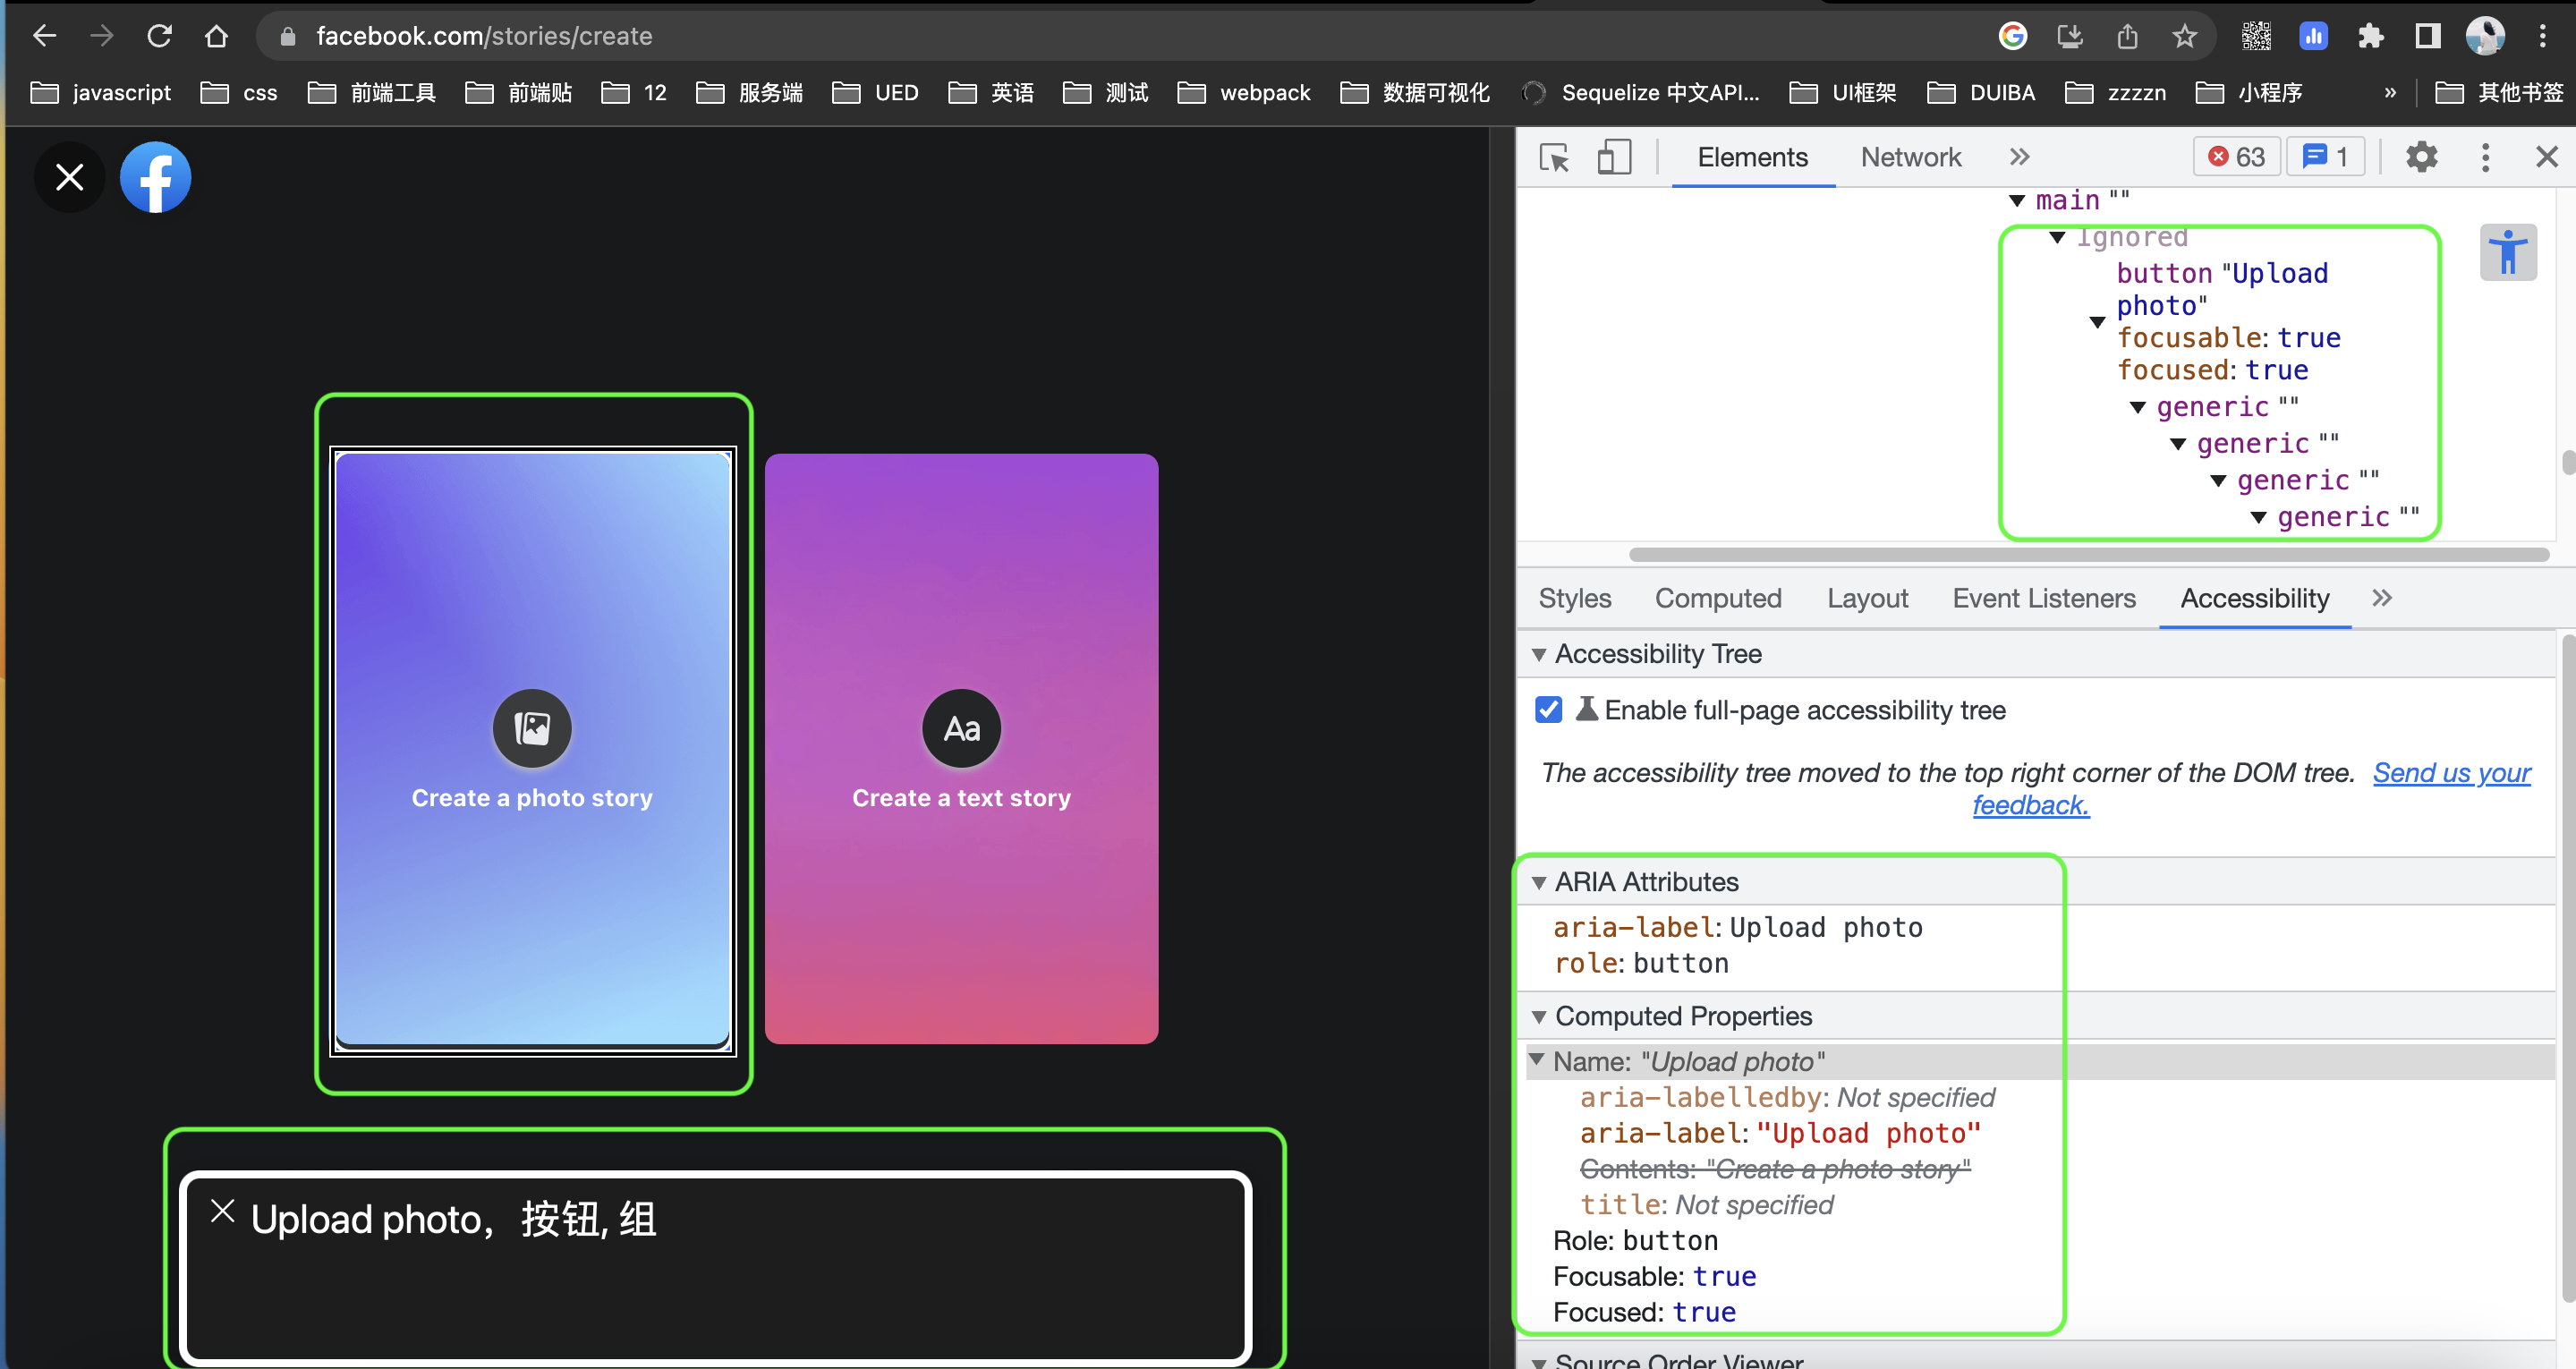 facebook.com/stories/create
javascript css 前端工具 前端贴 12 服务端 UED 英语 测试 webpack 数据可视化 Sequelize 中文API... UI框架 DUIBA zzzzn 小程序 » 其他书签
Create a photo story
Aa
Create a text story
Upload photo，按钮, 组
Elements Network » 63 1
main ""
Ignored
button "Upload
photo"
focusable: true
focused: true
generic ""
generic ""
generic ""
generic ""
Styles Computed Layout Event Listeners Accessibility »
Accessibility Tree
Enable full-page accessibility tree
The accessibility tree moved to the top right corner of the DOM tree. Send us your
feedback.
ARIA Attributes
aria-label: Upload photo
role: button
Computed Properties
Name: "Upload photo"
aria-labelledby: Not specified
aria-label: "Upload photo"
Contents: "Create a photo story"
title: Not specified
Role: button
Focusable: true
Focused: true
Source Order Viewer